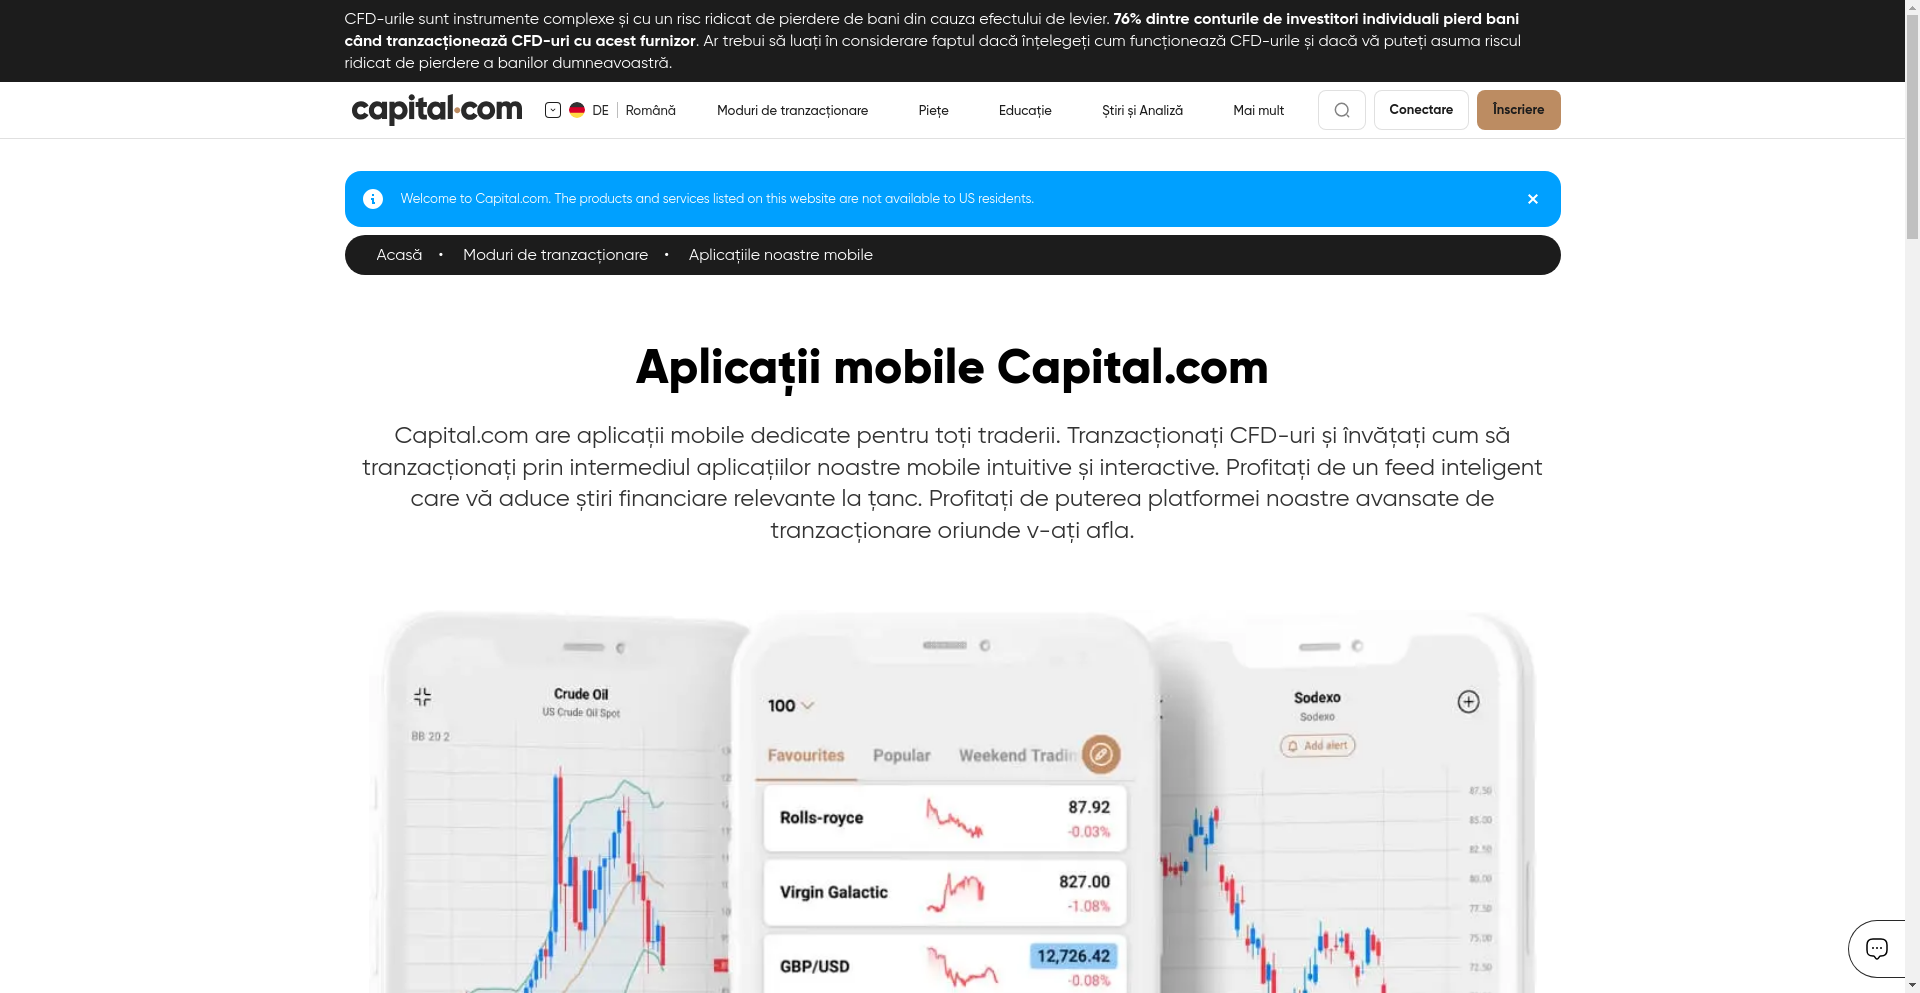 CFD-urile sunt instrumente complexe și cu un risc ridicat de pierdere de bani din cauza efectului de levier. 76% dintre conturile de investitori individuali pierd bani
când tranzacționează CFD-uri cu acest furnizor. Ar trebui să luați în considerare faptul dacă înțelegeți cum funcționează CFD-urile și dacă vă puteți asuma riscul
ridicat de pierdere a banilor dumneavoastră.
capital.com DE Română Moduri de tranzacționare Piețe Educație Știri și Analiză Mai mult Conectare Înscriere
Welcome to Capital.com. The products and services listed on this website are not available to US residents.
Acasă • Moduri de tranzacționare • Aplicațiile noastre mobile
Aplicații mobile Capital.com
Capital.com are aplicații mobile dedicate pentru toți traderii. Tranzacționați CFD-uri și învățați cum să
tranzacționați prin intermediul aplicațiilor noastre mobile intuitive și interactive. Profitați de un feed inteligent
care vă aduce știri financiare relevante la țanc. Profitați de puterea platformei noastre avansate de
tranzacționare oriunde v-ați afla.
Crude Oil
US Crude Oil Spot
BB 20 2
100
Favourites Popular Weekend Tradin
Rolls-royce 87.92
-0.03%
Virgin Galactic 827.00
-1.08%
GBP/USD 12,726.42
-0.08%
Sodexo
Sodexo
Add alert
87.50
85.00
82.50
80.00
77.50
75.00
72.50